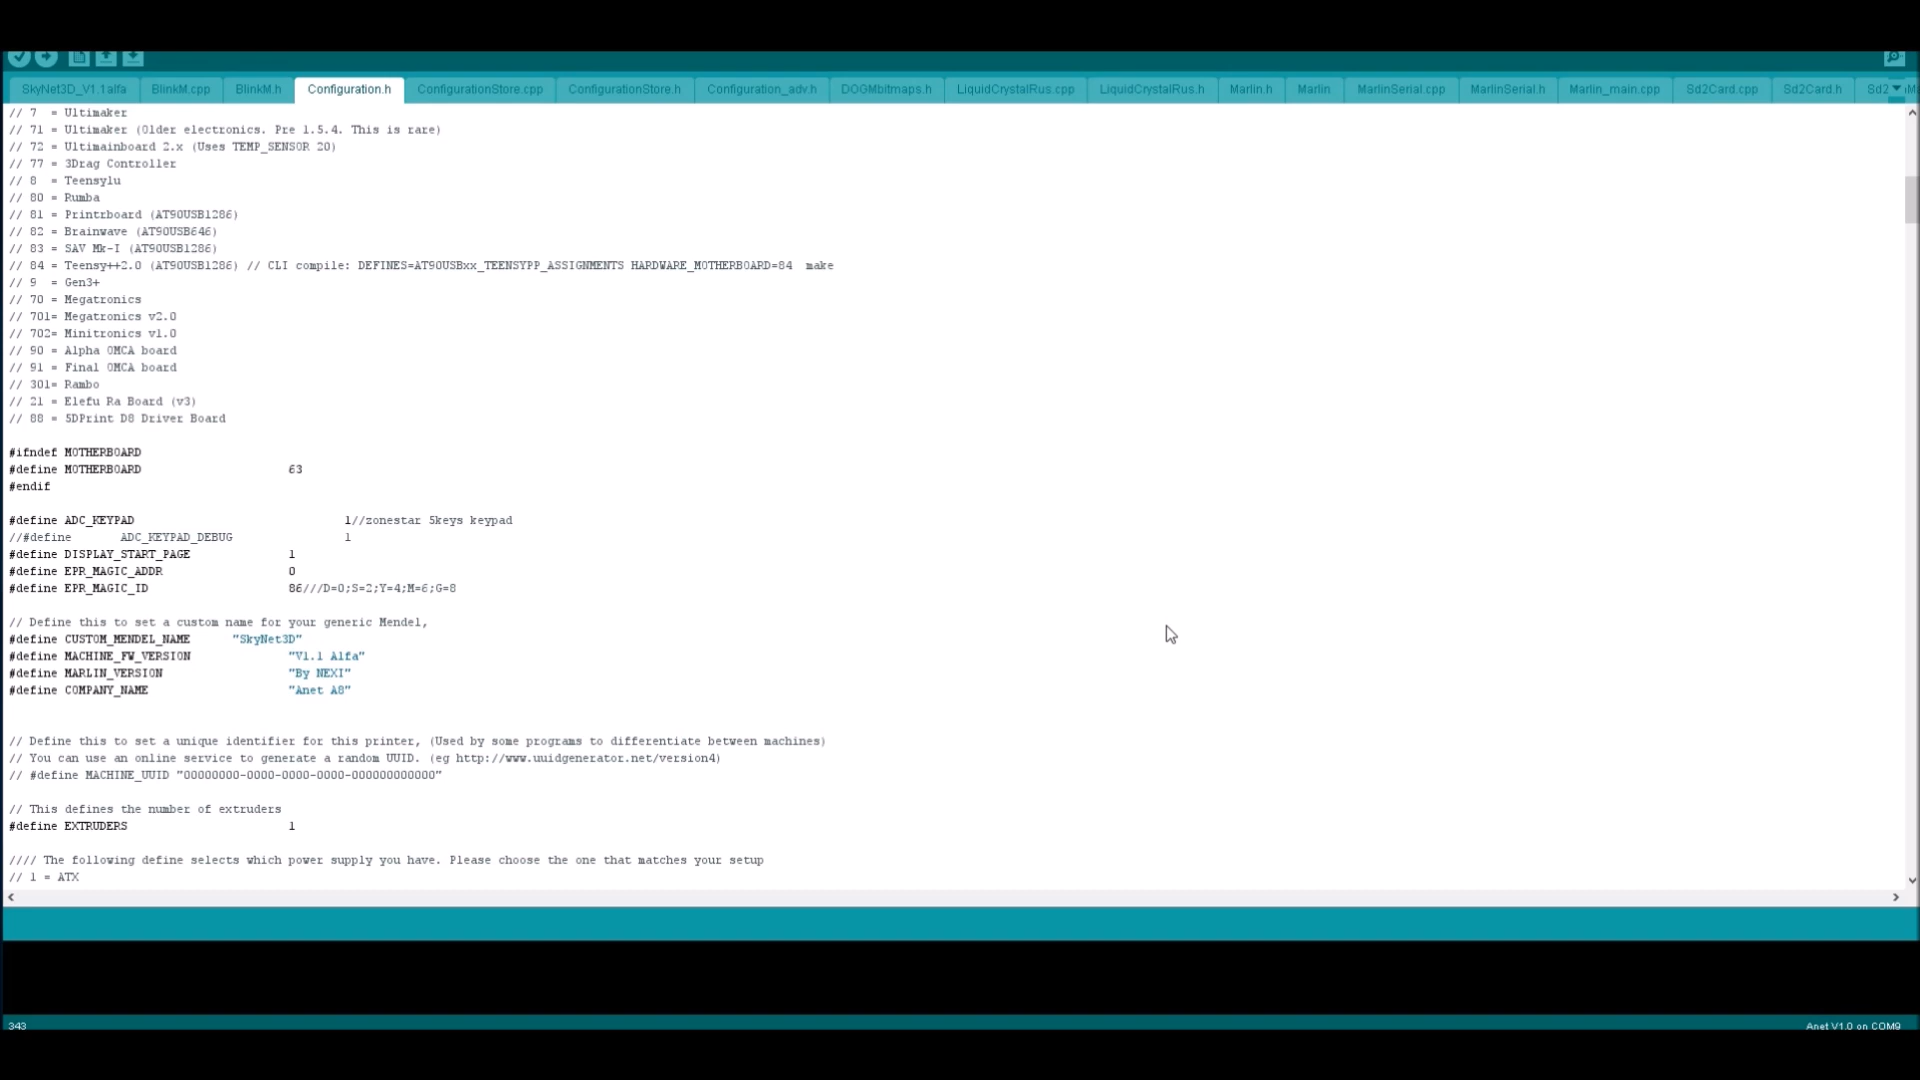 SkyNet3D_V1.1alfa BlinkM.cpp BlinkM.h Configuration.h ConfigurationStore.cpp ConfigurationStore.h Configuration_adv.h DOGMbitmaps.h LiquidCrystalRus.cpp LiquidCrystalRus.h Marlin.h Marlin MarlinSerial.cpp MarlinSerial.h Marlin_main.cpp Sd2Card.cpp Sd2Card.h
// 7  = Ultimaker
// 71 = Ultimaker (Older electronics. Pre 1.5.4. This is rare)
// 72 = Ultimainboard 2.x (Uses TEMP_SENSOR 20)
// 77 = 3Drag Controller
// 8  = Teensylu
// 80 = Rumba
// 81 = Printrboard (AT90USB1286)
// 82 = Brainwave (AT90USB646)
// 83 = SAV Mk-I (AT90USB1286)
// 84 = Teensy++2.0 (AT90USB1286) // CLI compile: DEFINES=AT90USBxx_TEENSYPP_ASSIGNMENTS HARDWARE_MOTHERBOARD=84  make
// 9  = Gen3+
// 70 = Megatronics
// 701= Megatronics v2.0
// 702= Minitronics v1.0
// 90 = Alpha OMCA board
// 91 = Final OMCA board
// 301= Rambo
// 21 = Elefu Ra Board (v3)
// 88 = 5DPrint D8 Driver Board
#ifndef MOTHERBOARD
#define MOTHERBOARD 63
#endif
#define ADC_KEYPAD 1//zonestar 5keys keypad
//#define ADC_KEYPAD_DEBUG 1
#define DISPLAY_START_PAGE 1
#define EPR_MAGIC_ADDR 0
#define EPR_MAGIC_ID 86///D=0;S=2;Y=4;M=6;G=8
// Define this to set a custom name for your generic Mendel,
#define CUSTOM_MENDEL_NAME "SkyNet3D"
#define MACHINE_FW_VERSION "V1.1 Alfa"
#define MARLIN_VERSION "By NEXI"
#define COMPANY_NAME "Anet A8"
// Define this to set a unique identifier for this printer, (Used by some programs to differentiate between machines)
// You can use an online service to generate a random UUID. (eg http://www.uuidgenerator.net/version4)
// #define MACHINE_UUID "00000000-0000-0000-0000-000000000000"
// This defines the number of extruders
#define EXTRUDERS 1
//// The following define selects which power supply you have. Please choose the one that matches your setup
// 1 = ATX
343 Anet V1.0 on COM9